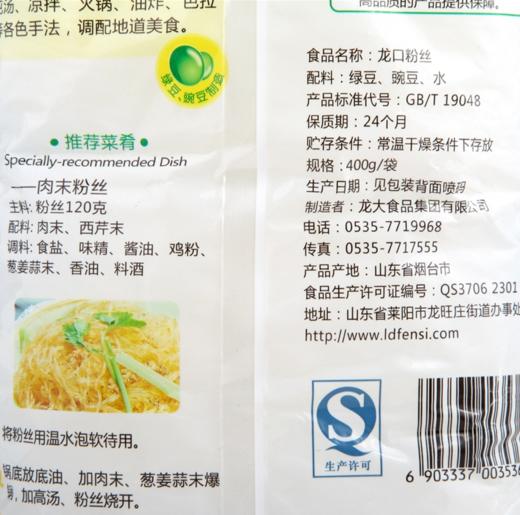 炖汤、凉拌、火锅、油炸、色拉
等各色手法，调配地道美食。
绿豆、豌豆制造
• 推荐菜肴 •
Specially-recommended Dish
——肉末粉丝
主料：粉丝120克
配料：肉末、西芹末
调料：食盐、味精、酱油、鸡粉、
葱姜蒜末、香油、料酒
将粉丝用温水泡软待用。
锅底放底油、加肉末、葱姜蒜末爆
加高汤、粉丝烧开。
高品质的产品提供保障。
食品名称：龙口粉丝
配料：绿豆、豌豆、水
产品标准代号：GB/T 19048
保质期：24个月
贮存条件：常温干燥条件下存放
规格：400g/袋
生产日期：见包装背面喷码
制造者：龙大食品集团有限公司
电话：0535-7719968
传真：0535-7717555
产品产地：山东省烟台市
食品生产许可证编号：QS3706 2301
地址：山东省莱阳市龙旺庄街道办事处
http://www.ldfensi.com
生产许可
6 903337 003536